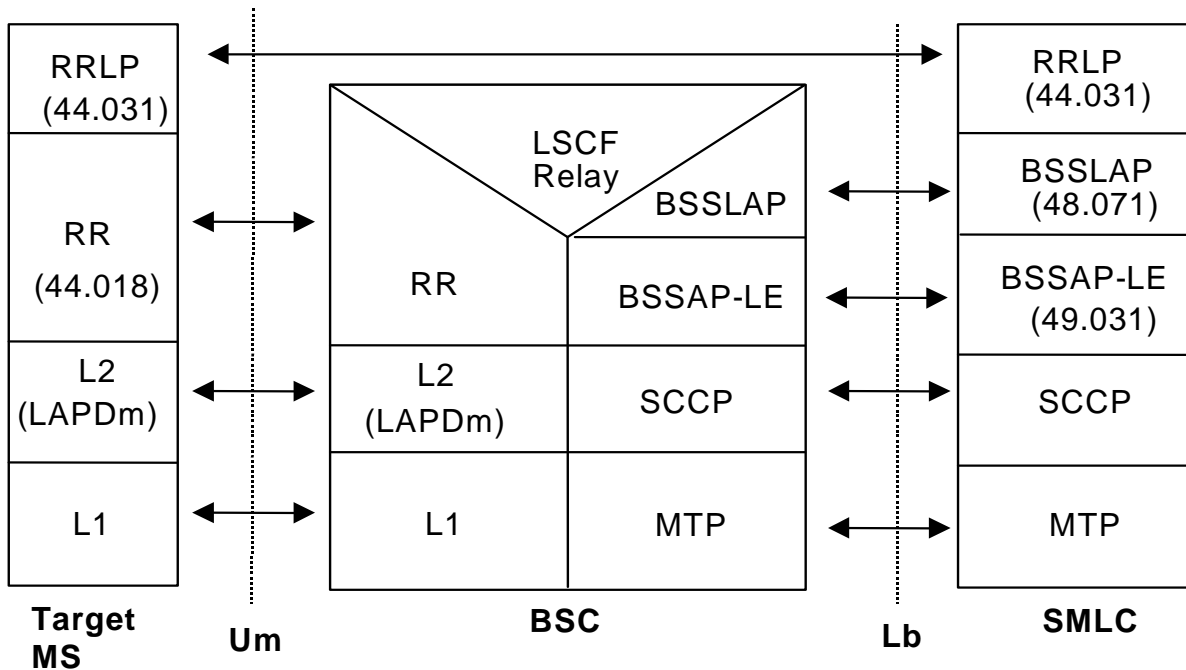 RRLP
(44.031)
RR
(44.018)
L2
(LAPDm)
L1
Target
MS
Um
LSCF
Relay
BSSLAP
RR
BSSAP-LE
L2
(LAPDm)
SCCP
L1
MTP
BSC
Lb
RRLP
(44.031)
BSSLAP
(48.071)
BSSAP-LE
(49.031)
SCCP
MTP
SMLC